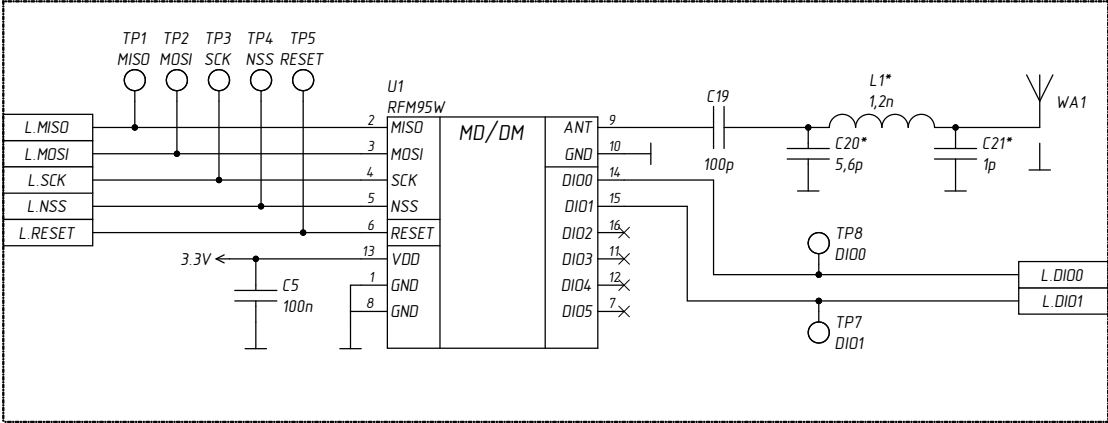 TP1 TP2 TP3 TP4 TP5
MISO MOSI SCK NSS RESET
U1
RFM95W
MD/DM
L.MISO
L.MOSI
L.SCK
L.NSS
L.RESET
2 MISO
3 MOSI
4 SCK
5 NSS
6 RESET
13 VDD
1 GND
8 GND
3.3V
C5
100n
ANT 9
GND 10
DIO0 14
DIO1 15
DIO2 16
DIO3 11
DIO4 12
DIO5 7
C19
100p
L1*
1,2n
C20*
5,6p
C21*
1p
WA1
TP8
DIO0
TP7
DIO1
L.DIO0
L.DIO1